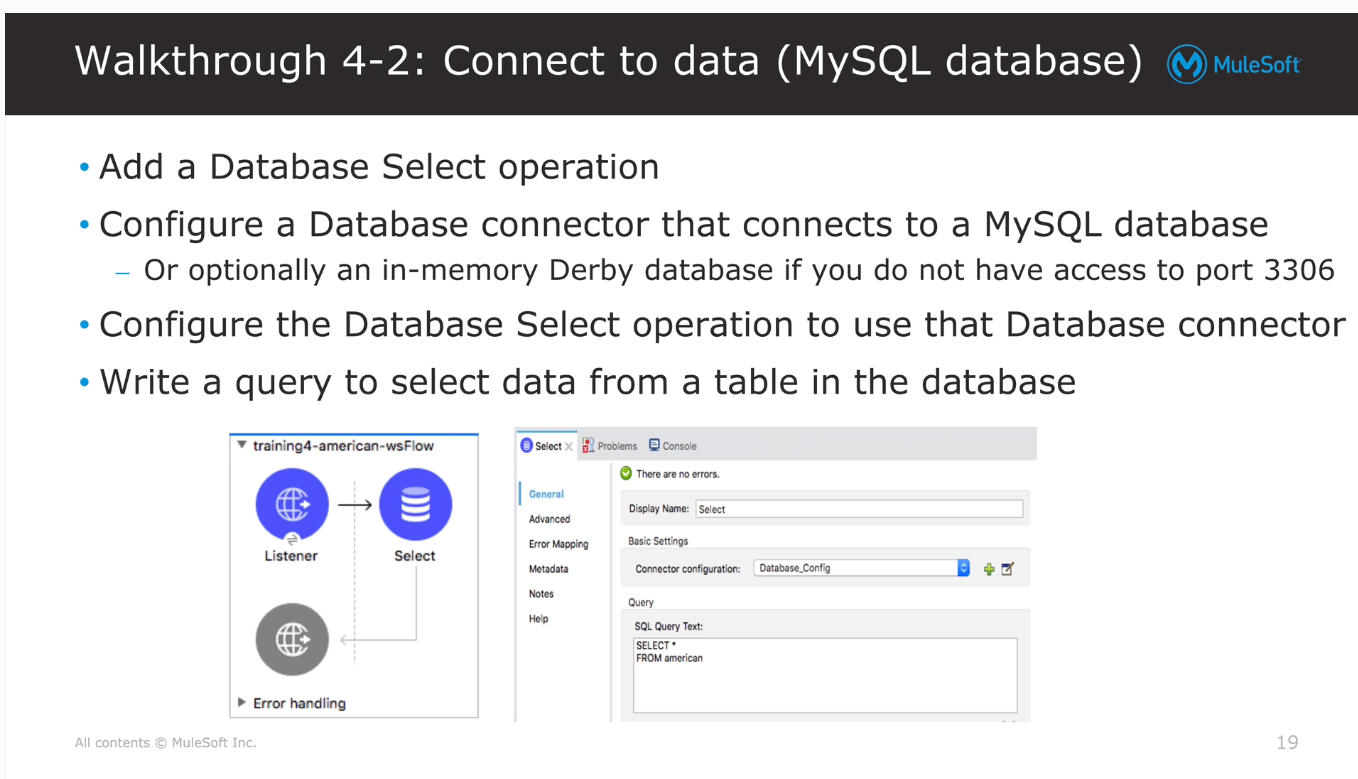 Walkthrough 4-2: Connect to data (MySQL database)
MuleSoft
• Add a Database Select operation
• Configure a Database connector that connects to a MySQL database
– Or optionally an in-memory Derby database if you do not have access to port 3306
• Configure the Database Select operation to use that Database connector
• Write a query to select data from a table in the database
training4-american-wsFlow
Listener
Select
Error handling
Select
Problems
Console
There are no errors.
General
Advanced
Error Mapping
Metadata
Notes
Help
Display Name: Select
Basic Settings
Connector configuration: Database_Config
Query
SQL Query Text:
SELECT *
FROM american
All contents © MuleSoft Inc.
19